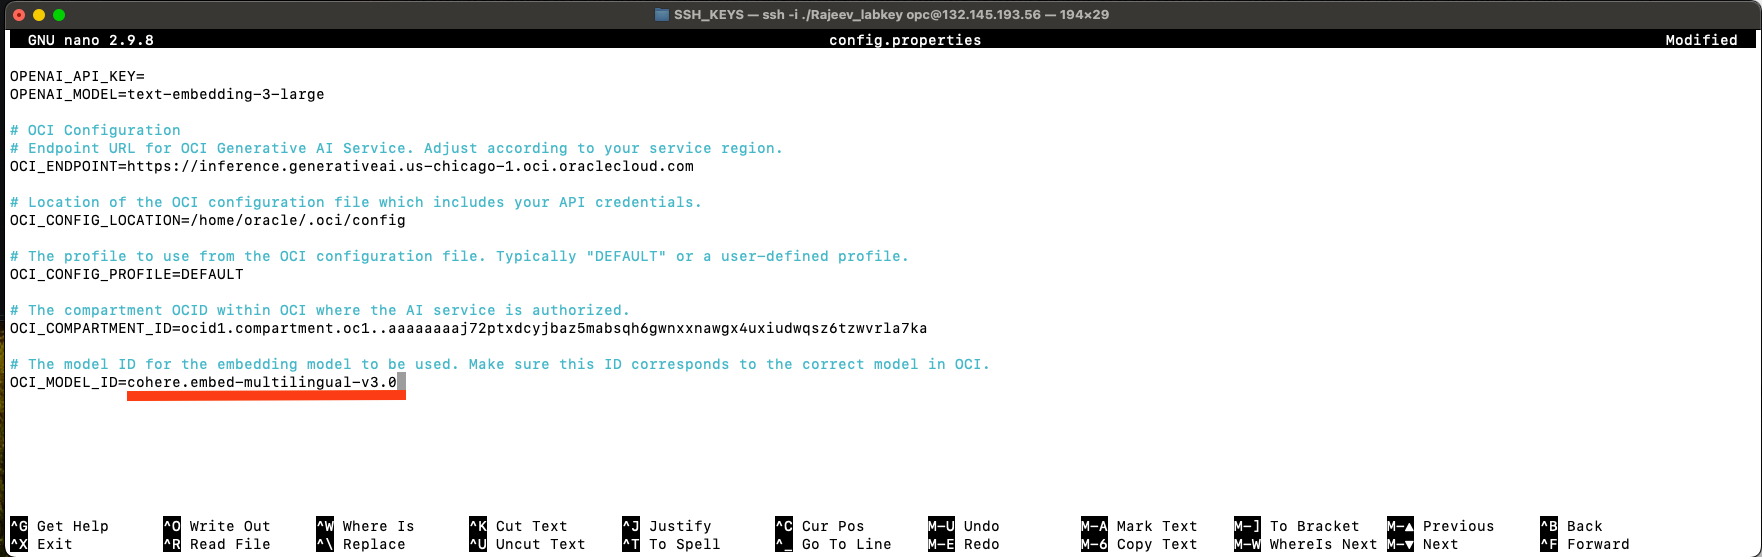 SSH_KEYS — ssh -i ./Rajeev_labkey opc@132.145.193.56 — 194×29
GNU nano 2.9.8 config.properties Modified
OPENAI_API_KEY=
OPENAI_MODEL=text-embedding-3-large
# OCI Configuration
# Endpoint URL for OCI Generative AI Service. Adjust according to your service region.
OCI_ENDPOINT=https://inference.generativeai.us-chicago-1.oci.oraclecloud.com
# Location of the OCI configuration file which includes your API credentials.
OCI_CONFIG_LOCATION=/home/oracle/.oci/config
# The profile to use from the OCI configuration file. Typically "DEFAULT" or a user-defined profile.
OCI_CONFIG_PROFILE=DEFAULT
# The compartment OCID within OCI where the AI service is authorized.
OCI_COMPARTMENT_ID=ocid1.compartment.oc1..aaaaaaaaj72ptxdcyjbaz5mabsqh6gwnxxnawgx4uxiudwqsz6tzwvrla7ka
# The model ID for the embedding model to be used. Make sure this ID corresponds to the correct model in OCI.
OCI_MODEL_ID=cohere.embed-multilingual-v3.0
^G Get Help ^O Write Out ^W Where Is ^K Cut Text ^J Justify ^C Cur Pos M-U Undo M-A Mark Text M-] To Bracket M-▲ Previous ^B Back
^X Exit ^R Read File ^\ Replace ^U Uncut Text ^T To Spell ^_ Go To Line M-E Redo M-6 Copy Text M-W WhereIs Next M-▼ Next ^F Forward